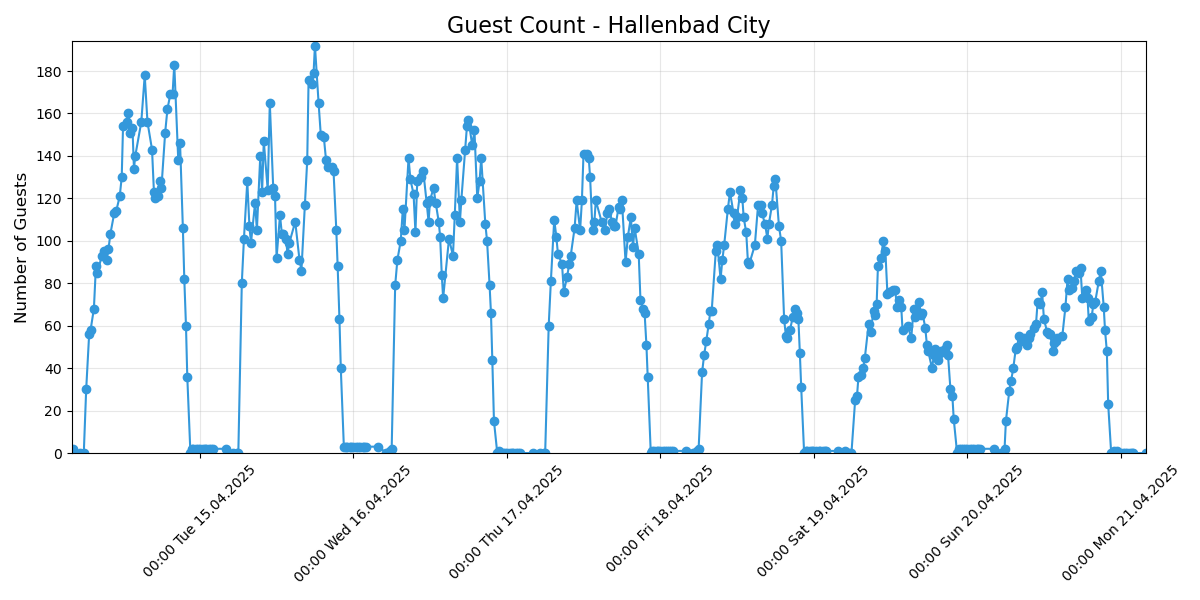 Guest Count - Hallenbad City
Number of Guests
180
160
140
120
100
80
60
40
20
0
00:00 Tue 15.04.2025
00:00 Wed 16.04.2025
00:00 Thu 17.04.2025
00:00 Fri 18.04.2025
00:00 Sat 19.04.2025
00:00 Sun 20.04.2025
00:00 Mon 21.04.2025